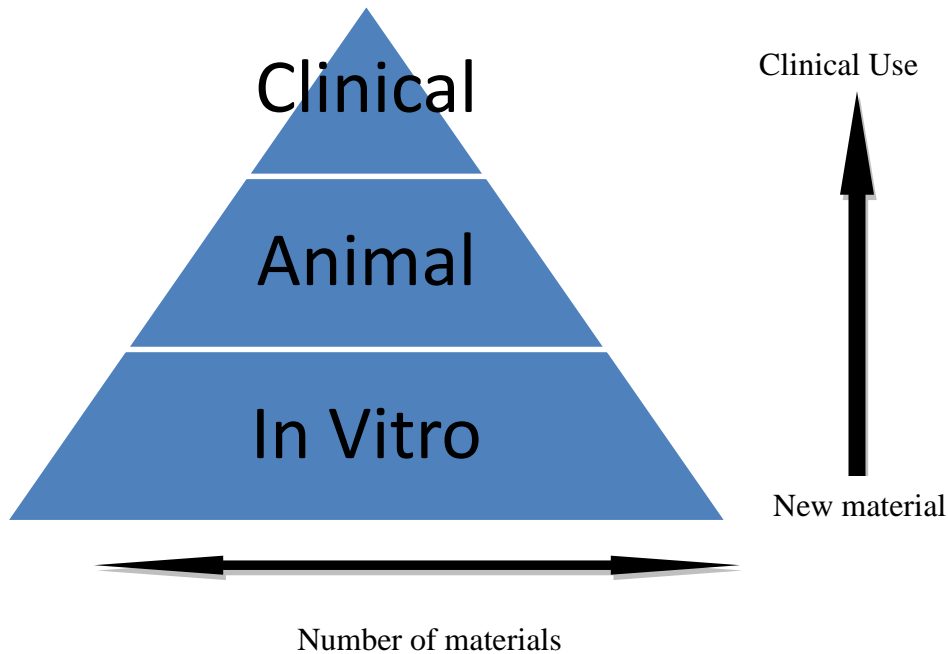 Clinical
Clinical Use
Animal
In Vitro
New material
Number of materials